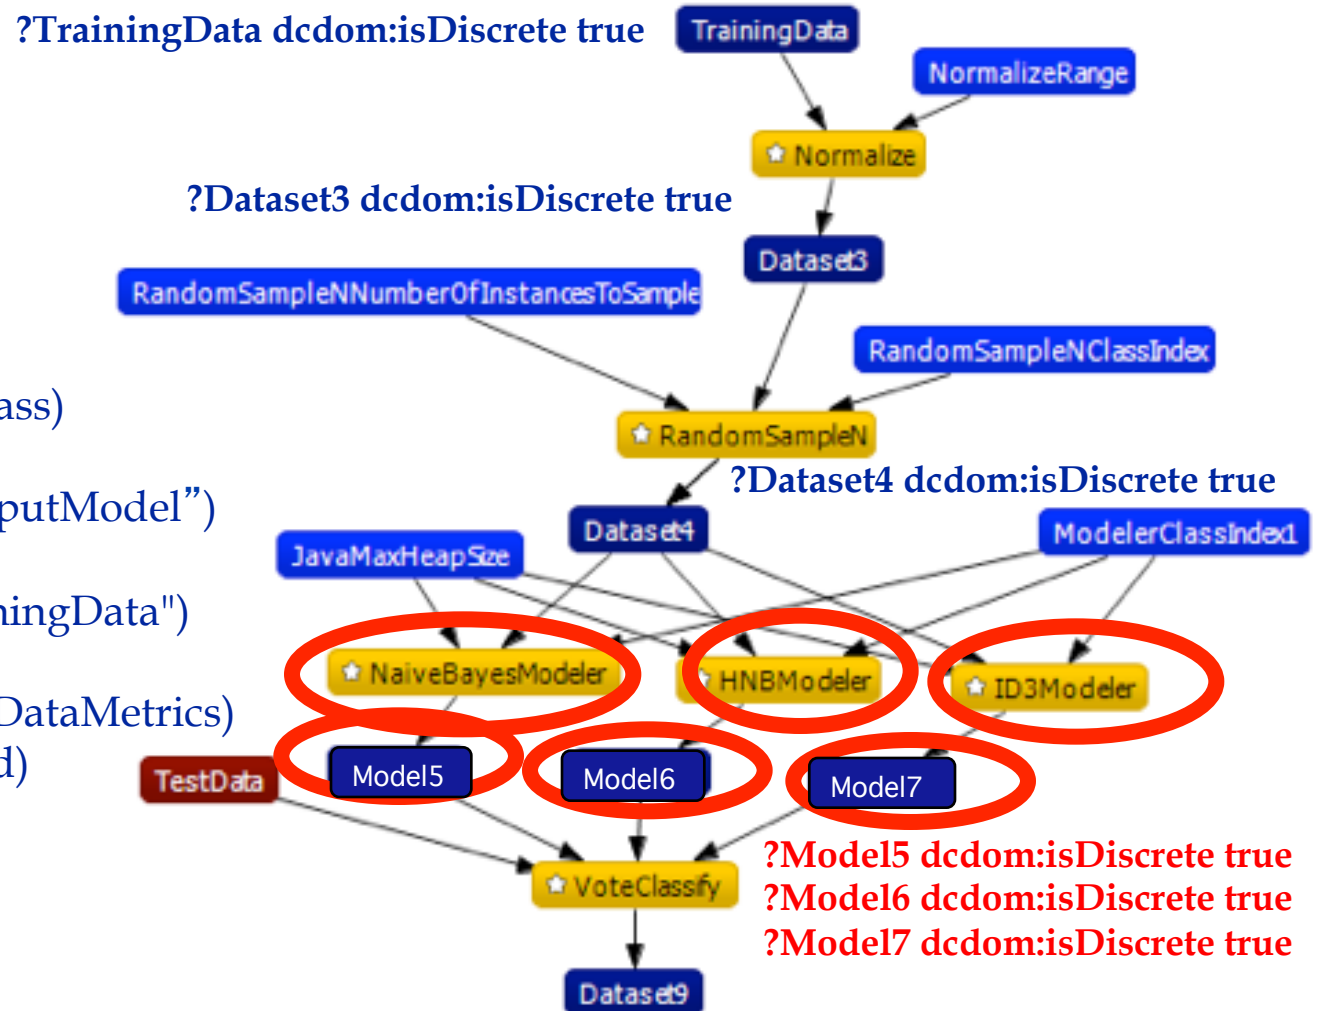 ?TrainingData dcdom:isDiscrete true
TrainingData
NormalizeRange
Normalize
?Dataset3 dcdom:isDiscrete true
Dataset3
RandomSampleNNumberOfInstancesToSample
RandomSampleNClassIndex
ass)
RandomSampleN
?Dataset4 dcdom:isDiscrete true
putModel”)
Dataset4
ModelerClassIndex1
JavaMaxHeapSize
ningData")
NaiveBayesModeler
HNBModeler
ID3Modeler
DataMetrics)
d)
TestData
Model5
Model6
Model7
?Model5 dcdom:isDiscrete true
VoteClassify
?Model6 dcdom:isDiscrete true
?Model7 dcdom:isDiscrete true
Dataset9